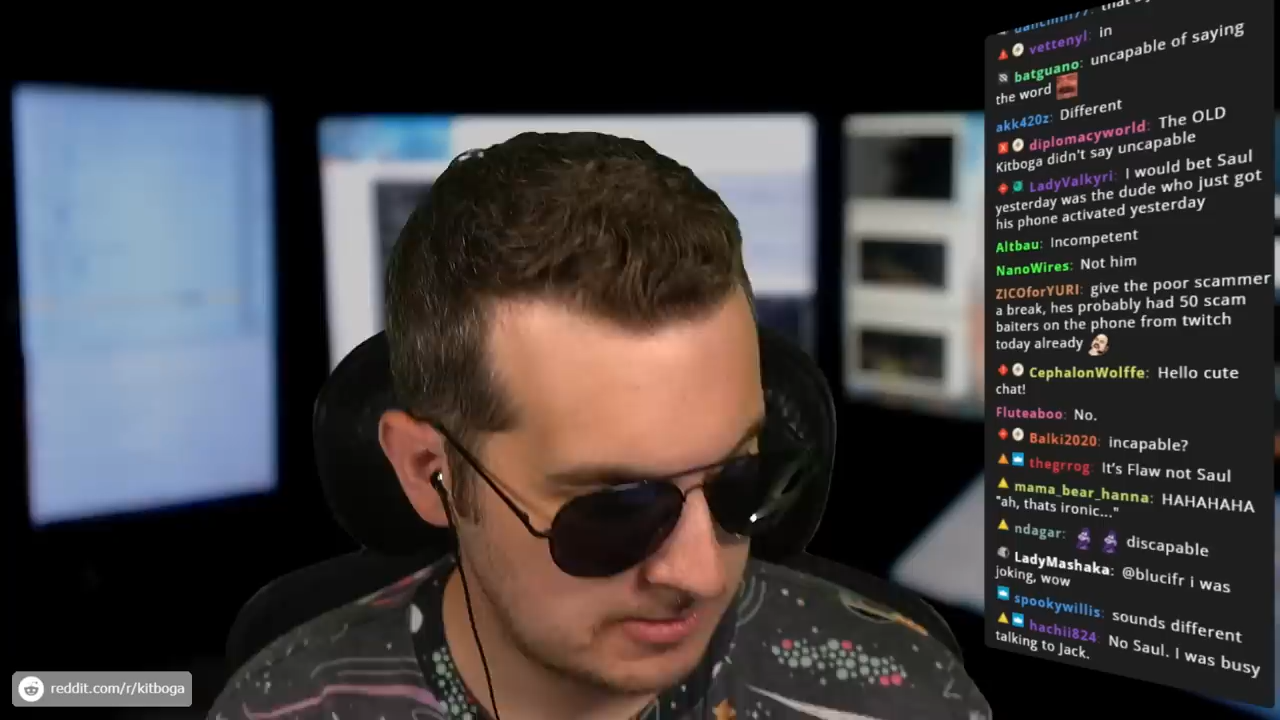 vettenyl: in
batguano: uncapable of saying
the word
akk420z: Different
diplomacyworld: The OLD
Kitboga didn't say uncapable
LadyValkyri: I would bet Saul
yesterday was the dude who just got
his phone activated yesterday
Altbau: Incompetent
NanoWires: Not him
ZICOforYURI: give the poor scammer
a break, hes probably had 50 scam
baiters on the phone from twitch
today already
CephalonWolffe: Hello cute
chat!
Fluteaboo: No.
Balki2020: incapable?
thegrrog: It's Flaw not Saul
mama_bear_hanna: HAHAHAHA
"ah, thats ironic..."
ndagar: discapable
LadyMashaka: @blucifr i was
joking, wow
spookywillis: sounds different
hachii824: No Saul. I was busy
talking to Jack.
reddit.com/r/kitboga